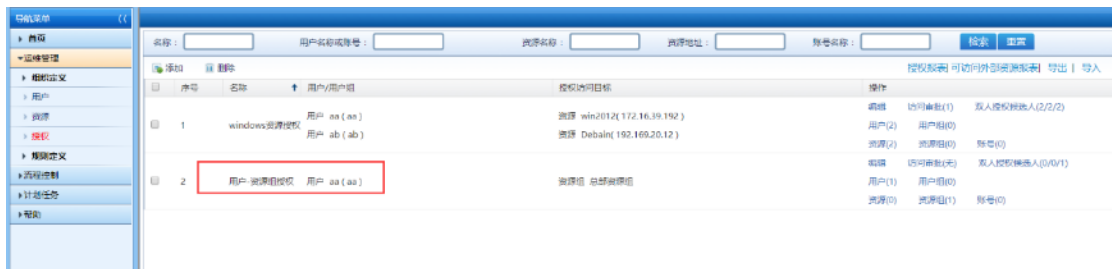 导航菜单
首页
运维管理
组织定义
用户
资源
授权
规则定义
流程控制
计划任务
帮助
名称： 用户名称或账号： 资源名称： 资源地址： 账号名称： 检索 重置
添加 删除 授权报表| 可访问外部资源报表| 导出 | 导入
序号 名称 用户/用户组 授权访问目标 操作
1 windows资源授权 用户 aa ( aa ) 资源 win2012( 172.16.39.192 ) 编辑 访问审批(1) 双人授权候选人(2/2/2)
用户 ab ( ab ) 资源 Debain( 192.169.20.12 ) 用户(2) 用户组(0)
资源(2) 资源组(0) 账号(0)
2 用户-资源组授权 用户 aa ( aa ) 资源组 总部资源组 编辑 访问审批(无) 双人授权候选人(0/0/1)
用户(1) 用户组(0)
资源(0) 资源组(1) 账号(0)